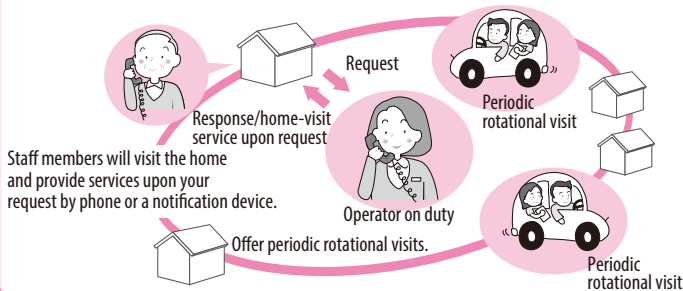 Request
Periodic
rotational visit
Response/home-visit
service upon request
Staff members will visit the home
and provide services upon your
request by phone or a notification device.
Operator on duty
Offer periodic rotational visits.
Periodic
rotational visit